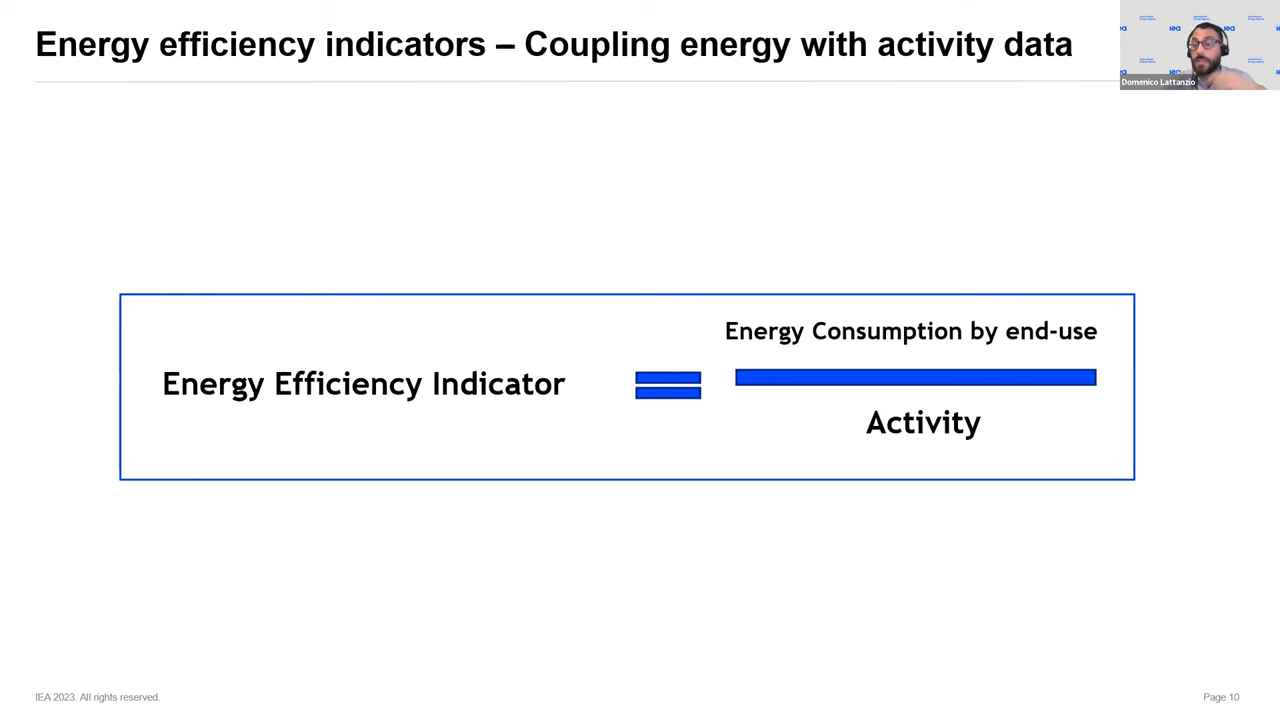 Energy efficiency indicators – Coupling energy with activity data
iea
Domenico Lattanzio
Energy Efficiency Indicator
Energy Consumption by end-use
Activity
IEA 2023. All rights reserved.
Page 10